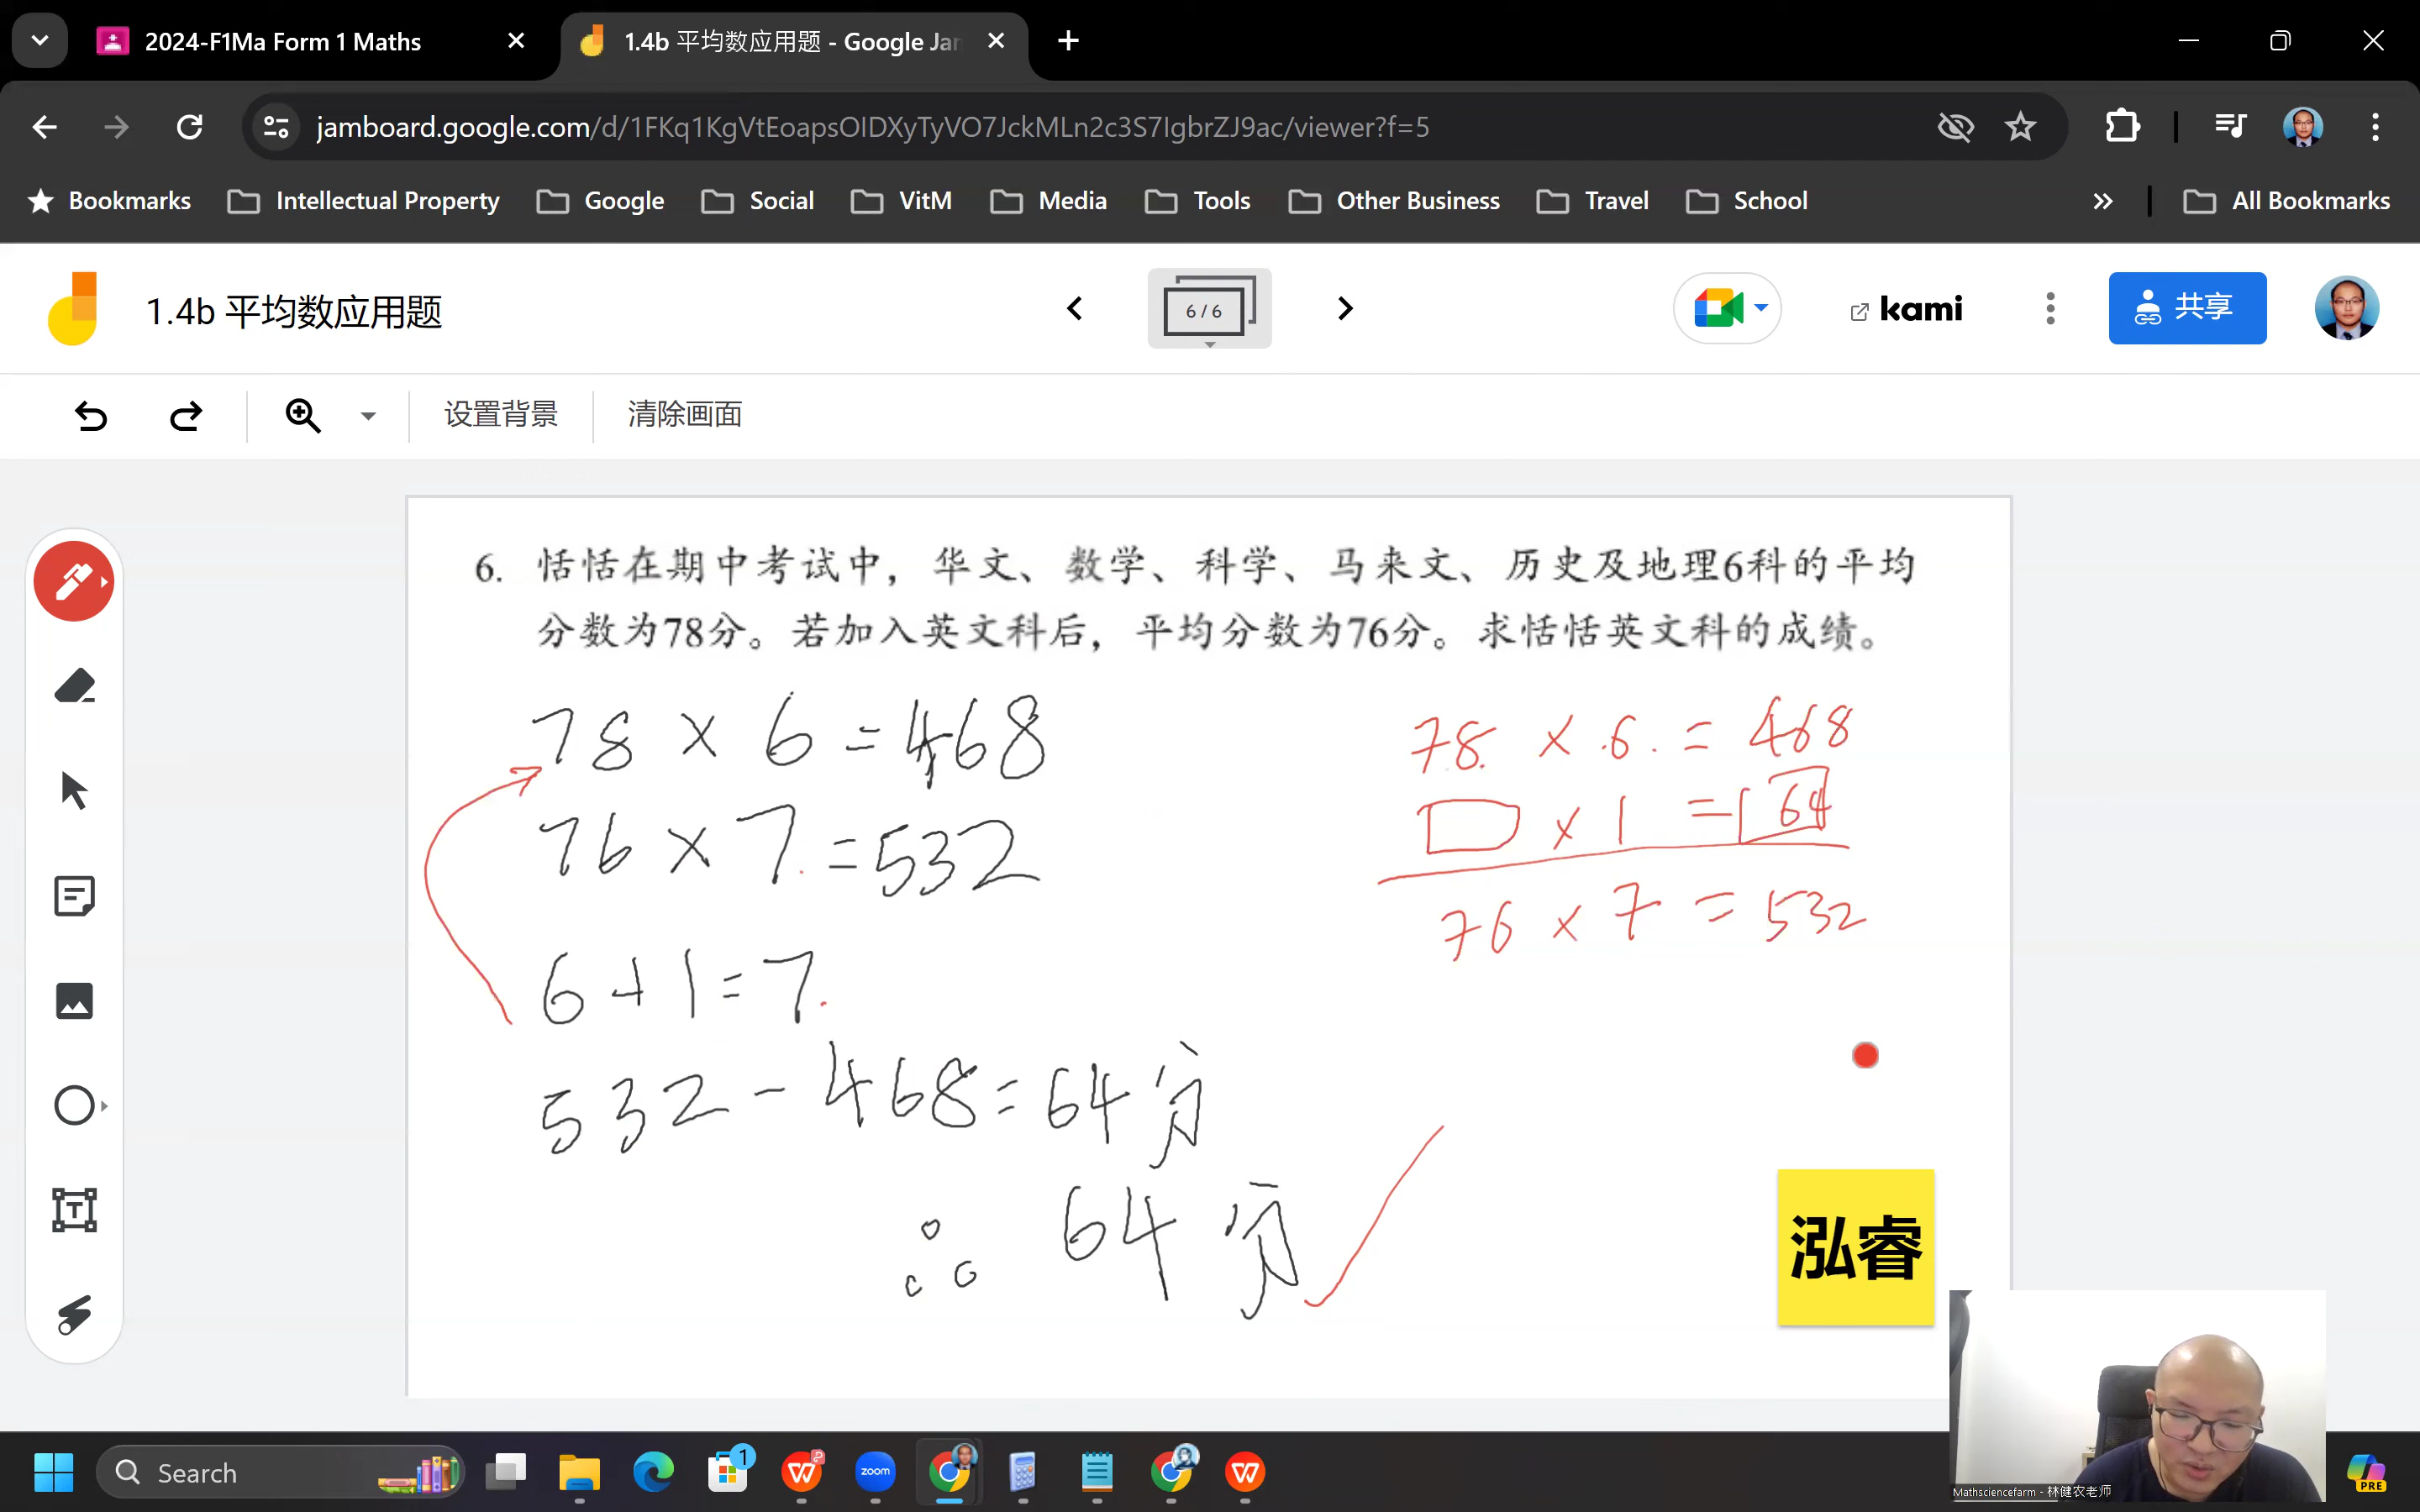 2024-F1Ma Form 1 Maths
1.4b 平均数应用题 - Google Jam
jamboard.google.com/d/1FKq1KgVtEoapsOIDXyTyVO7JckMLn2c3S7IgbrZJ9ac/viewer?f=5
Bookmarks Intellectual Property Google Social VitM Media Tools Other Business Travel School All Bookmarks
1.4b 平均数应用题 6 / 6 kami 共享
设置背景 清除画面
6. 恬恬在期中考试中，华文、数学、科学、马来文、历史及地理6科的平均
分数为78分。若加入英文科后，平均分数为76分。求恬恬英文科的成绩。
78 × 6 = 468
76 × 7 = 532
6 + 1 = 7
532 - 468 = 64 分
∴ 64 分
78 × 6 = 468
× 1 = 64
76 × 7 = 532
泓睿
Mathsciencefarm - 林健农老师
Search 1 zoom PRE